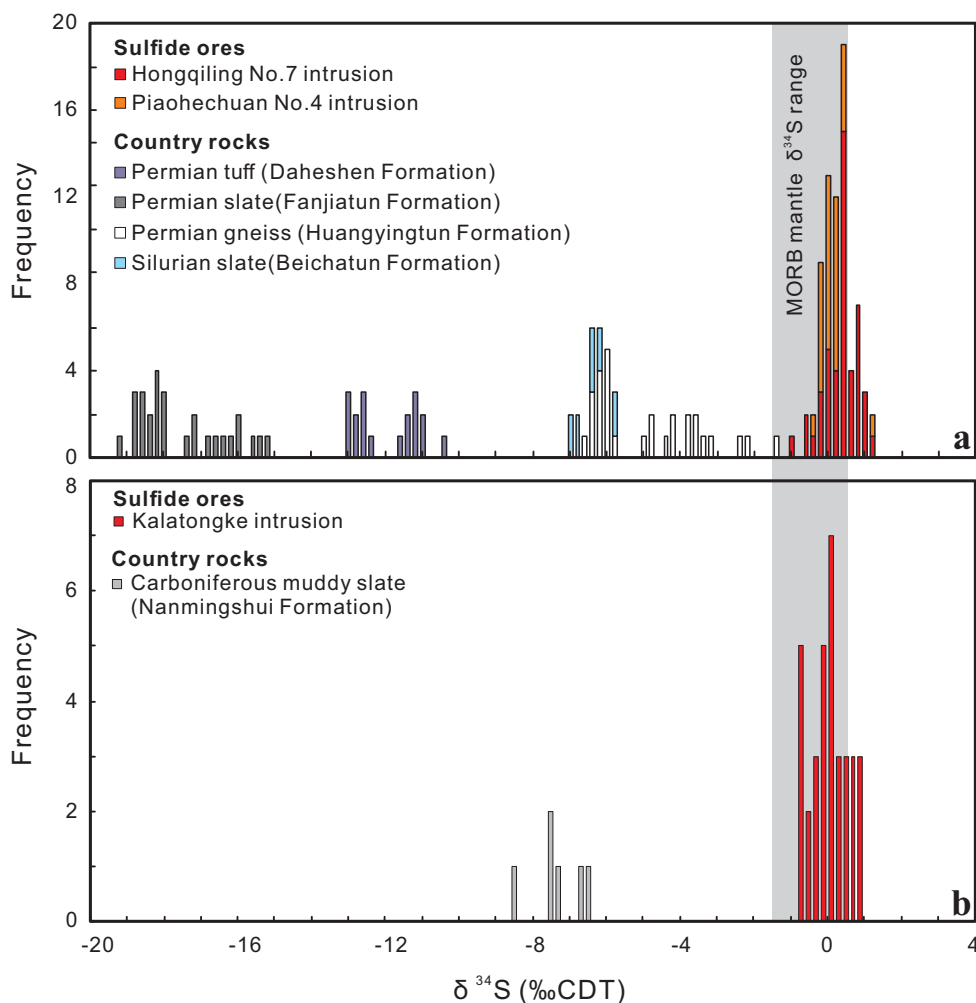 20
16
12
8
4
0
Frequency
Sulfide ores
Hongqiling No.7 intrusion
Piaohechuan No.4 intrusion
Country rocks
Permian tuff (Daheshen Formation)
Permian slate(Fanjiatun Formation)
Permian gneiss (Huangyingtun Formation)
Silurian slate(Beichatun Formation)
MORB mantle δ³⁴S range
a
8
6
4
2
0
Frequency
Sulfide ores
Kalatongke intrusion
Country rocks
Carboniferous muddy slate
(Nanmingshui Formation)
b
-20 -16 -12 -8 -4 0 4
δ ³⁴S (‰CDT)